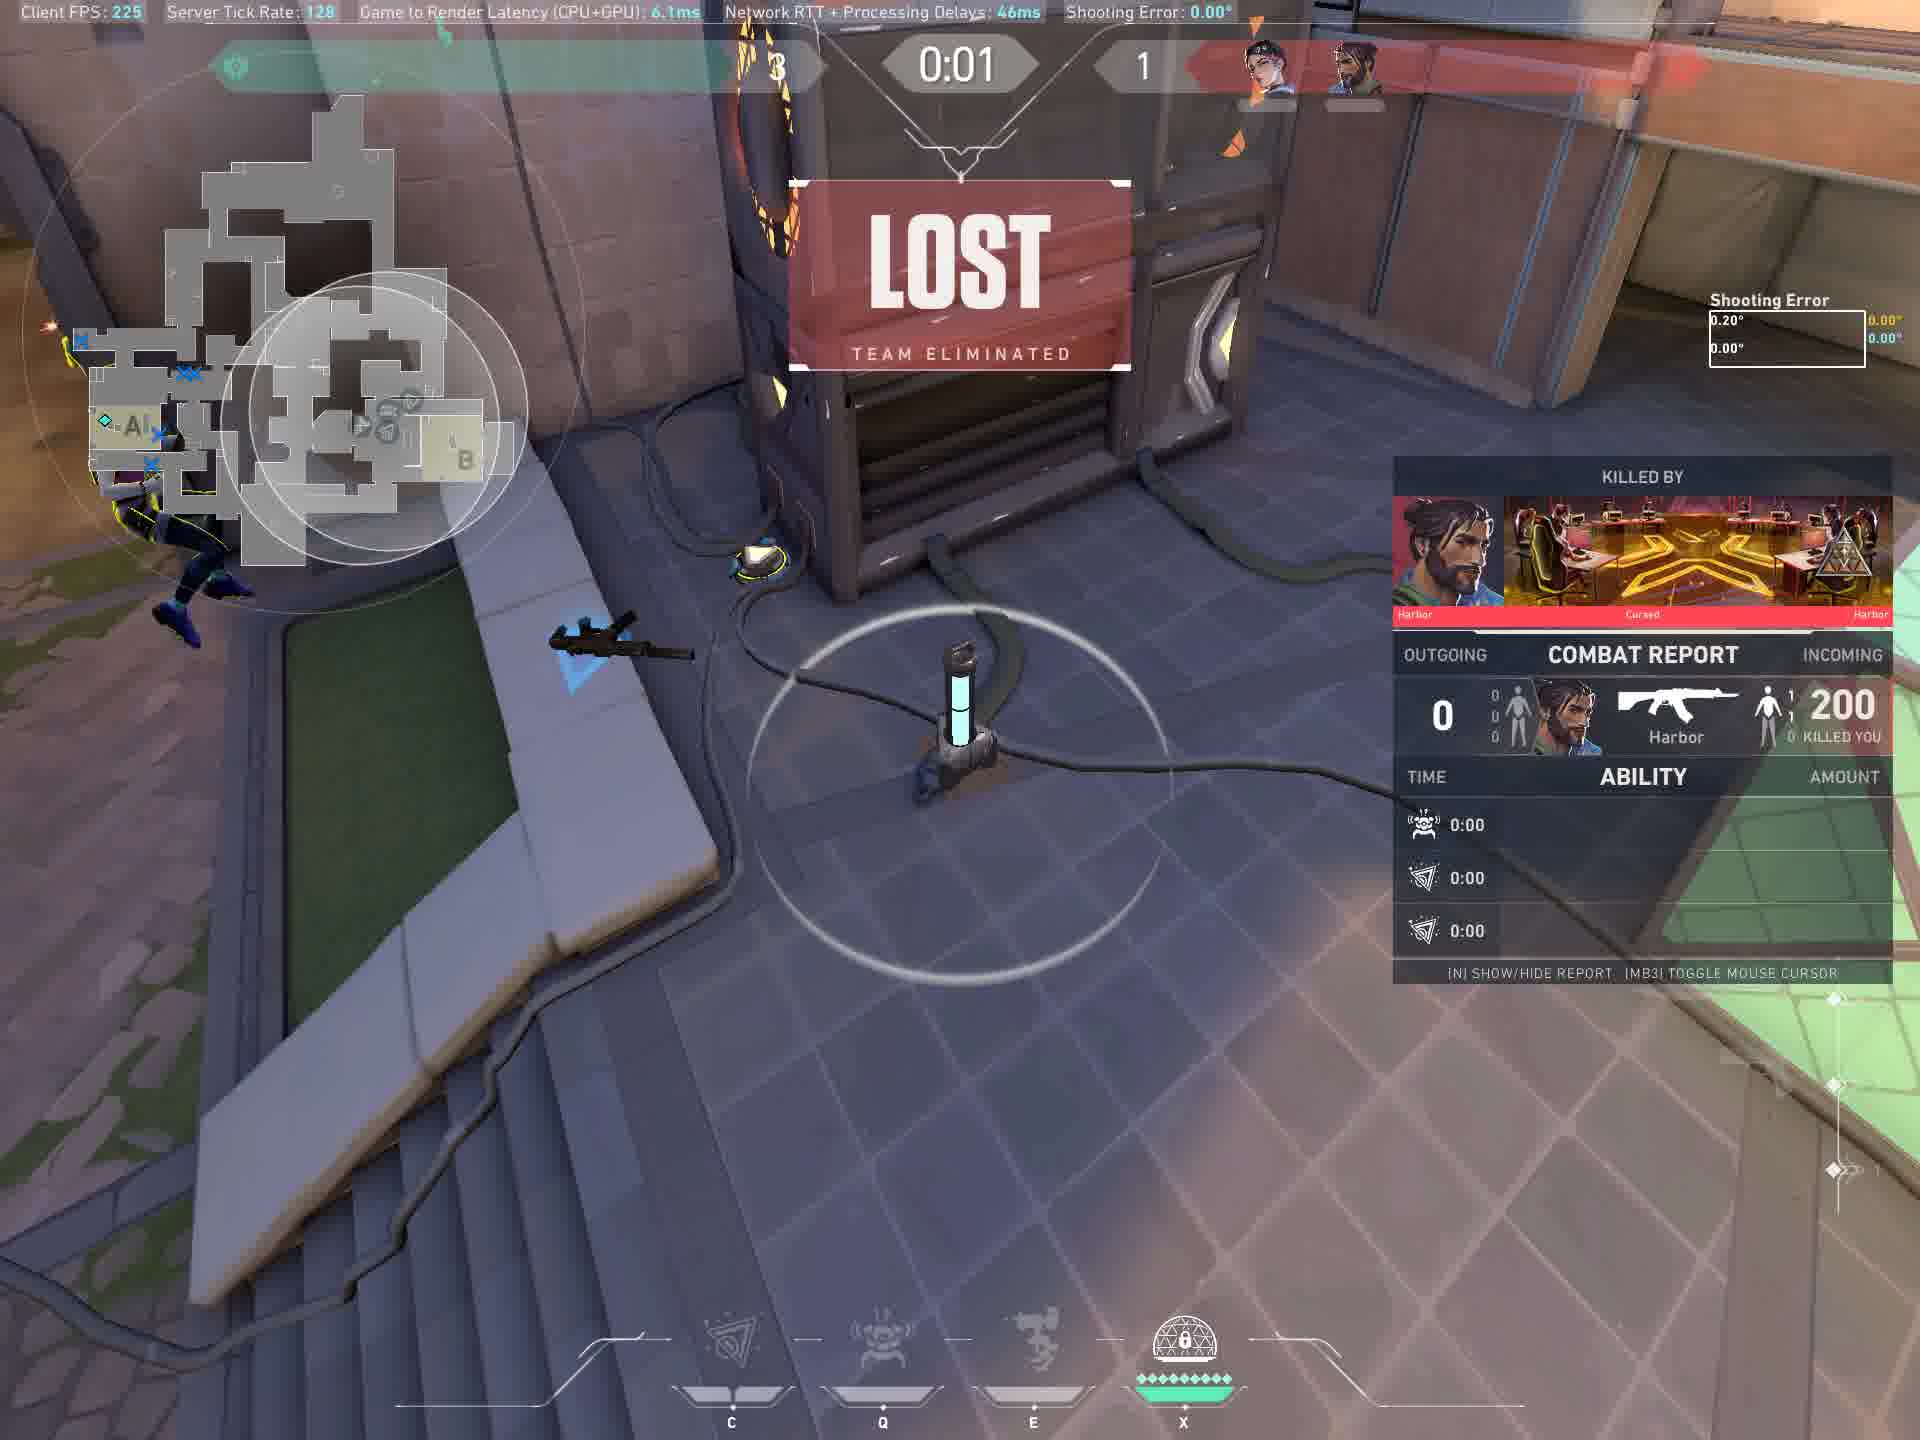 Client FPS: 225 Server Tick Rate: 128 Game to Render Latency (CPU+GPU): 6.1ms Network RTT + Processing Delays: 46ms Shooting Error: 0.00°
3 0:01 1
LOST
TEAM ELIMINATED
Shooting Error
0.20° 0.00°
0.00° 0.00°
A
B
KILLED BY
Harbor Cursed Harbor
OUTGOING COMBAT REPORT INCOMING
0 0 0 0 Harbor 1 1 0 200 KILLED YOU
TIME ABILITY AMOUNT
0:00
0:00
0:00
[N] SHOW/HIDE REPORT [MB3] TOGGLE MOUSE CURSOR
1
C Q E X